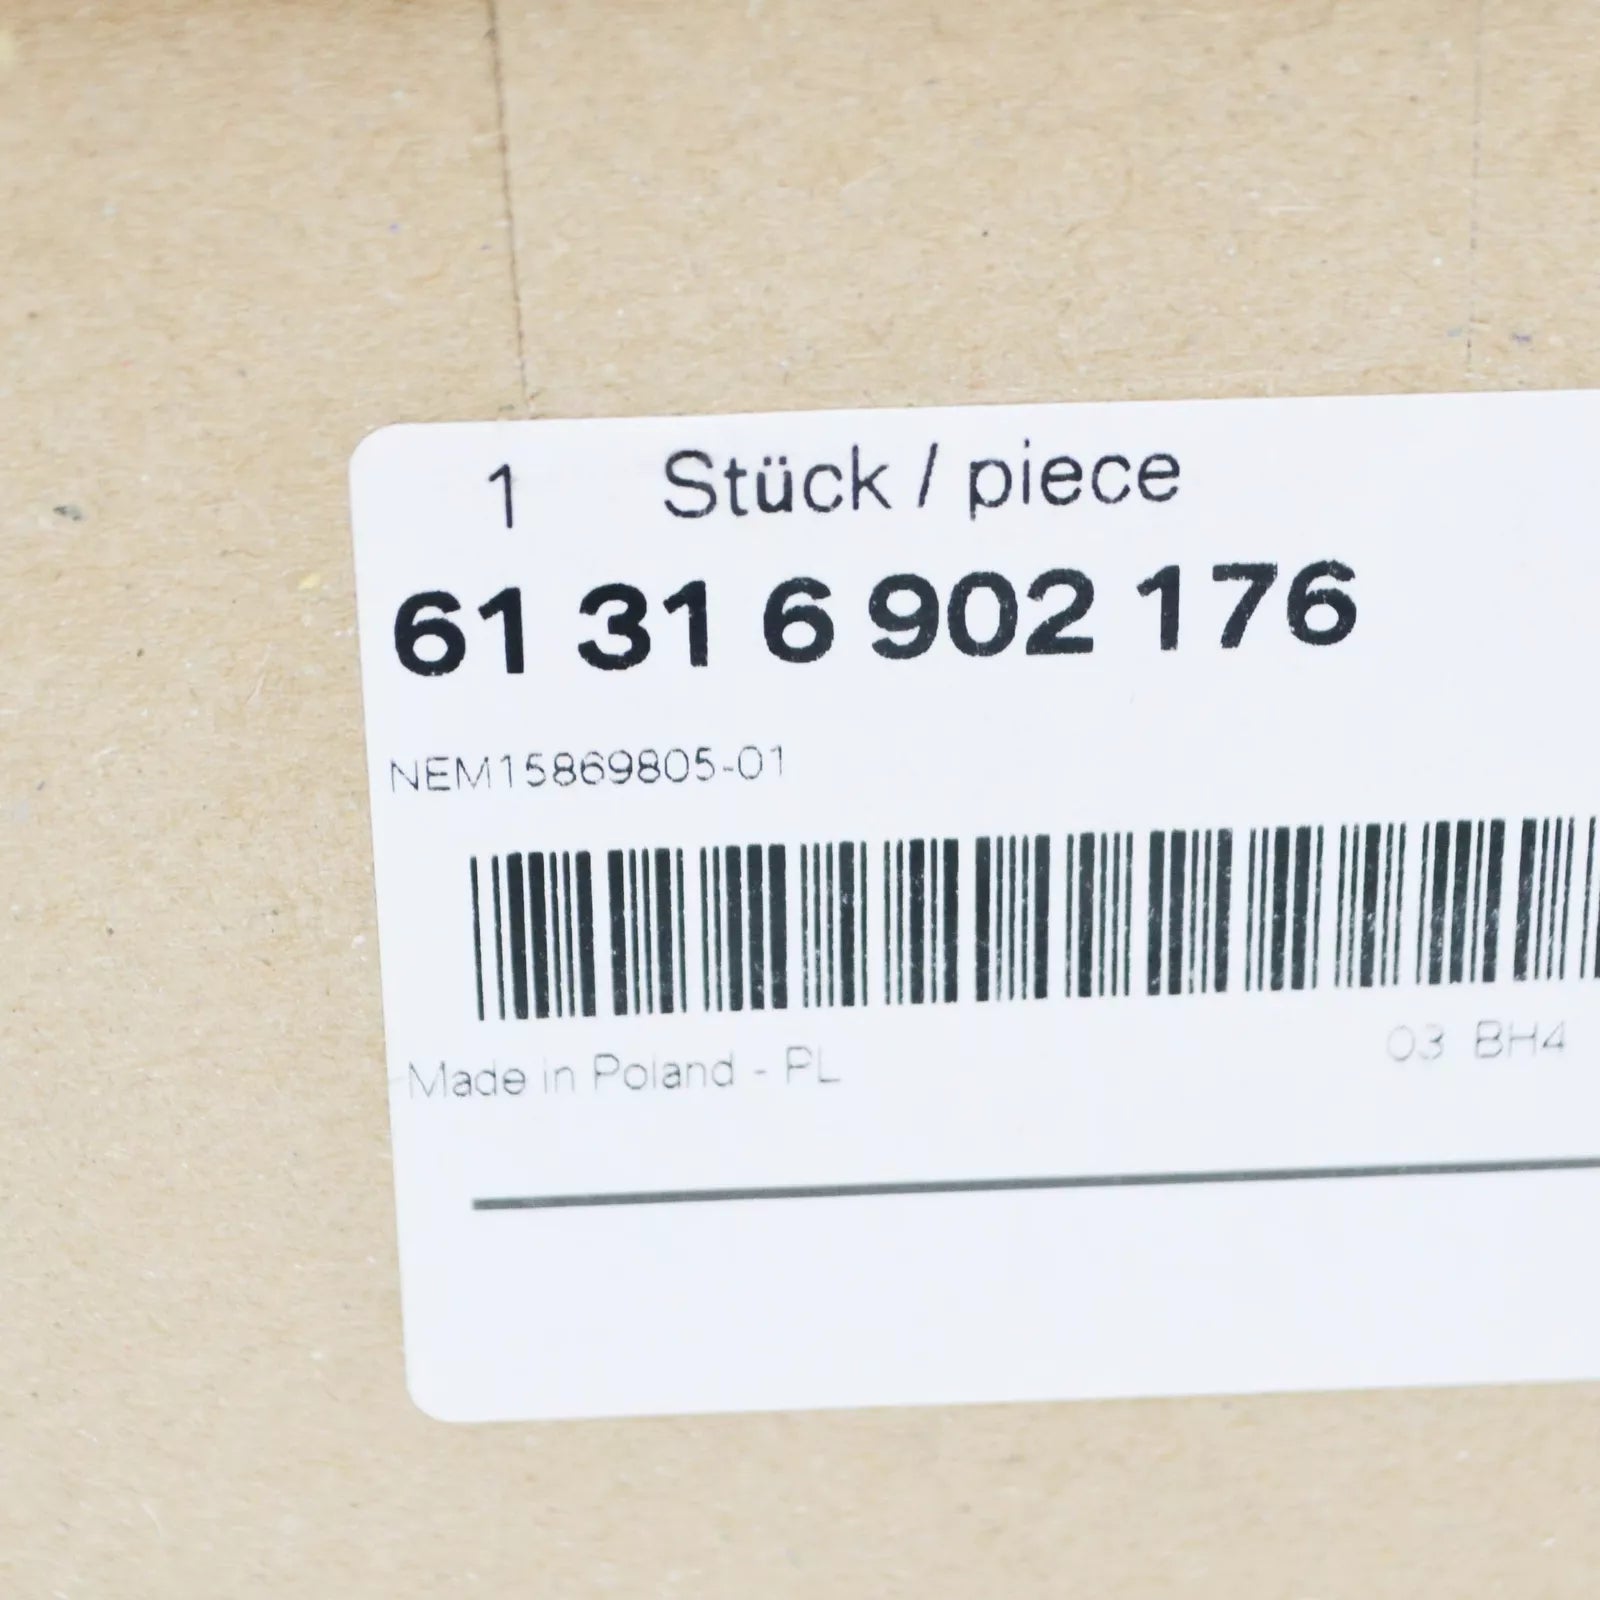 1 Stück / piece
61 31 6 902 176
NEM15869805-01
Made in Poland - PL 03 BH4